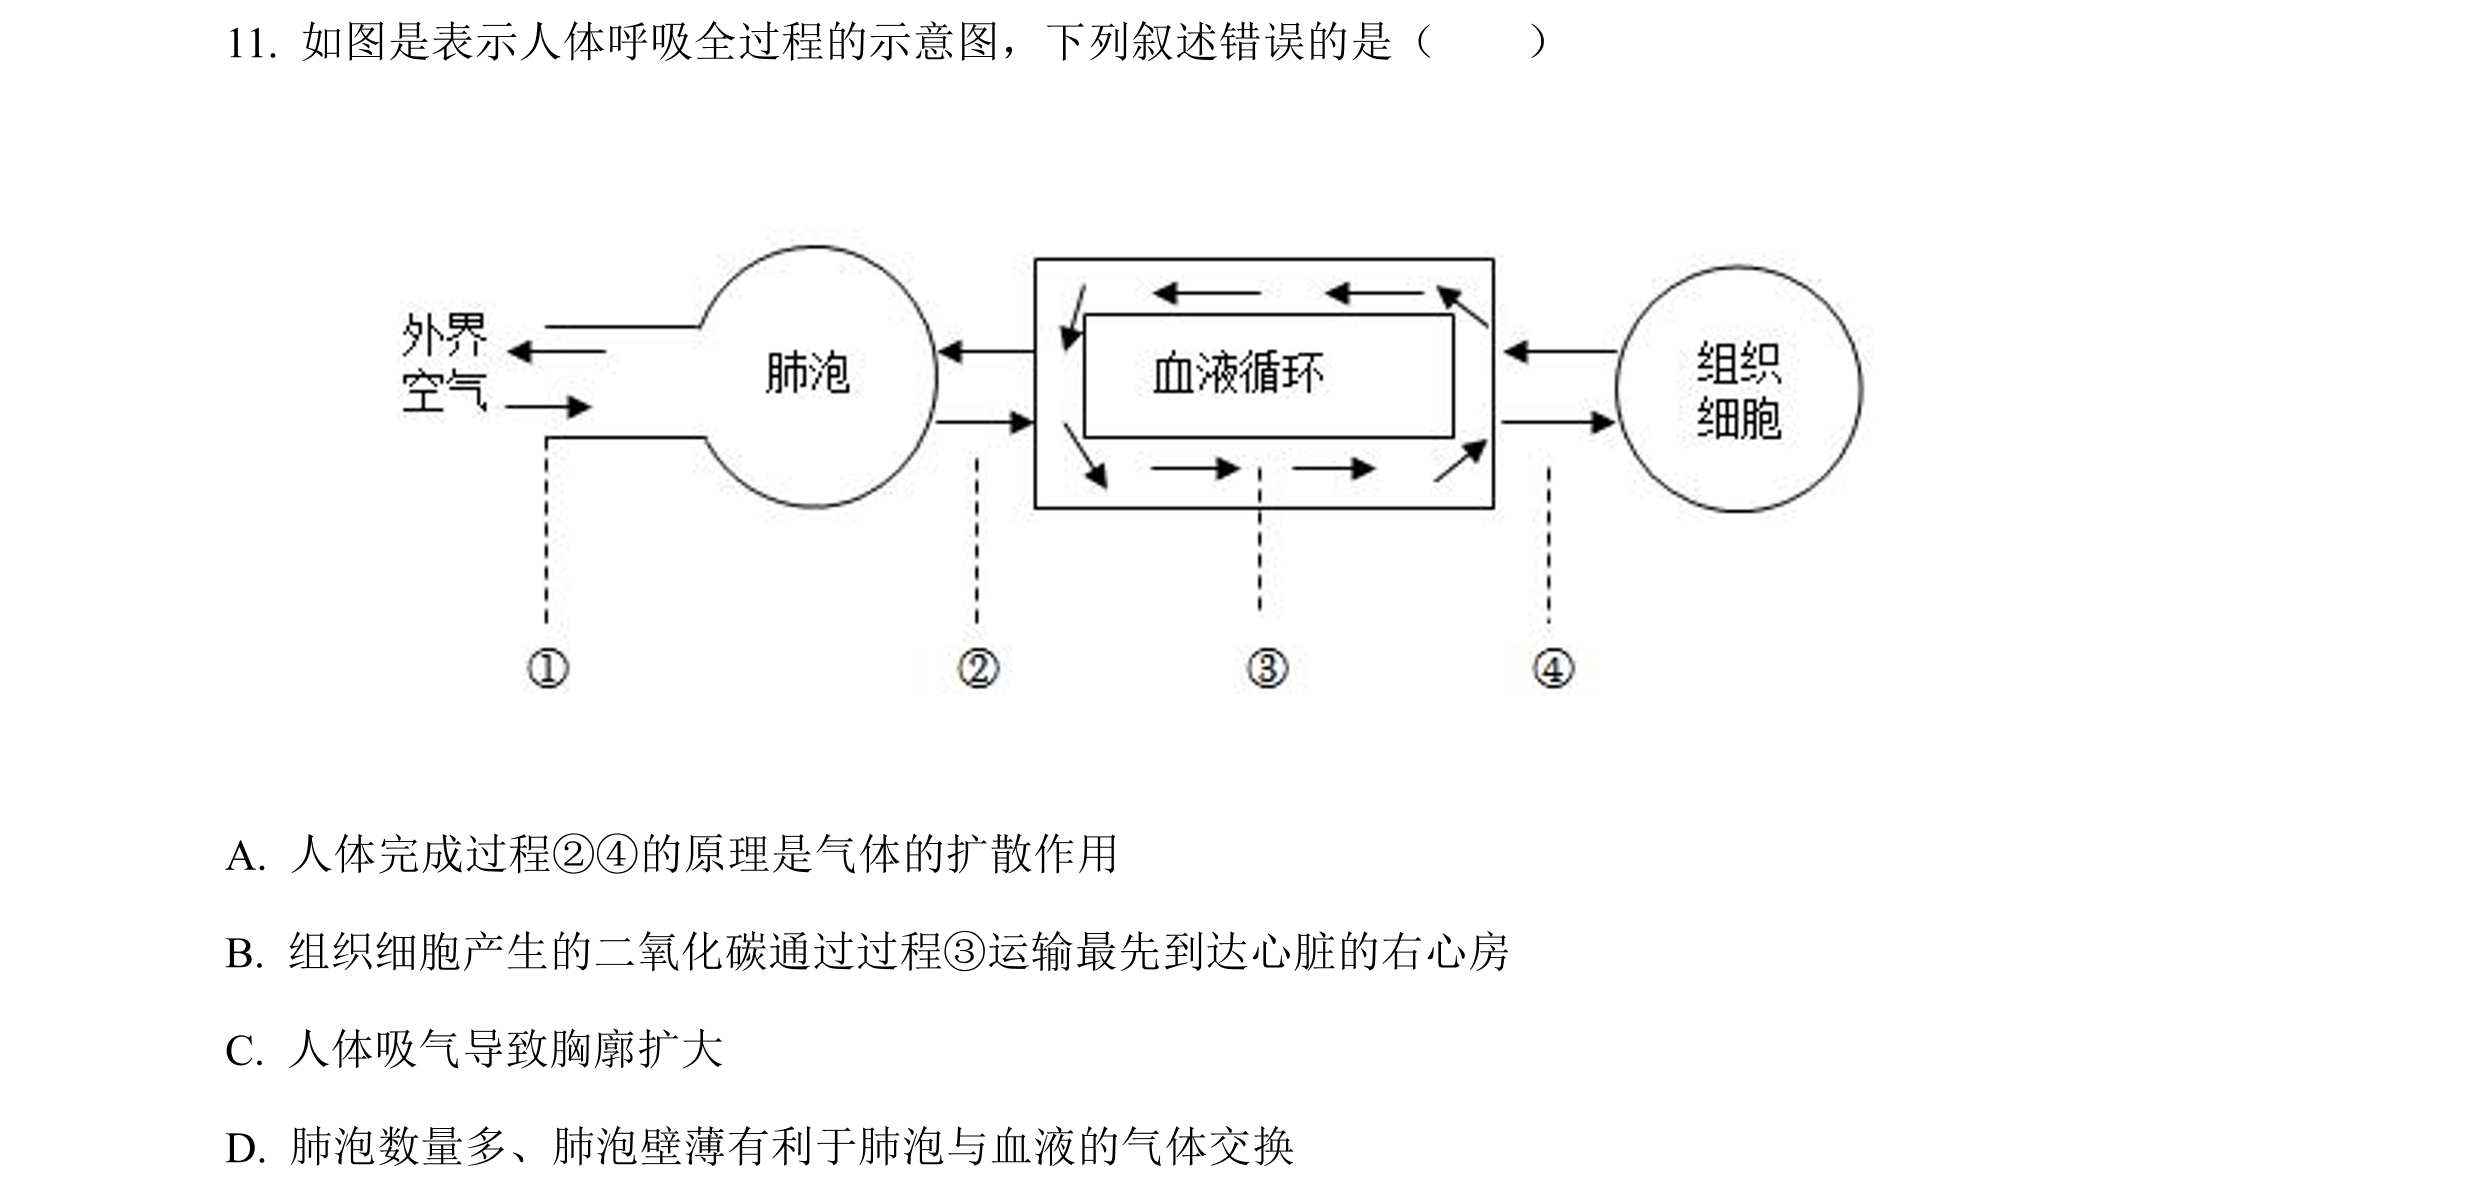 11. 如图是表示人体呼吸全过程的示意图，下列叙述错误的是（　　）
外界
空气
肺泡
血液循环
组织
细胞
①
②
③
④
A. 人体完成过程②④的原理是气体的扩散作用
B. 组织细胞产生的二氧化碳通过过程③运输最先到达心脏的右心房
C. 人体吸气导致胸廓扩大
D. 肺泡数量多、肺泡壁薄有利于肺泡与血液的气体交换